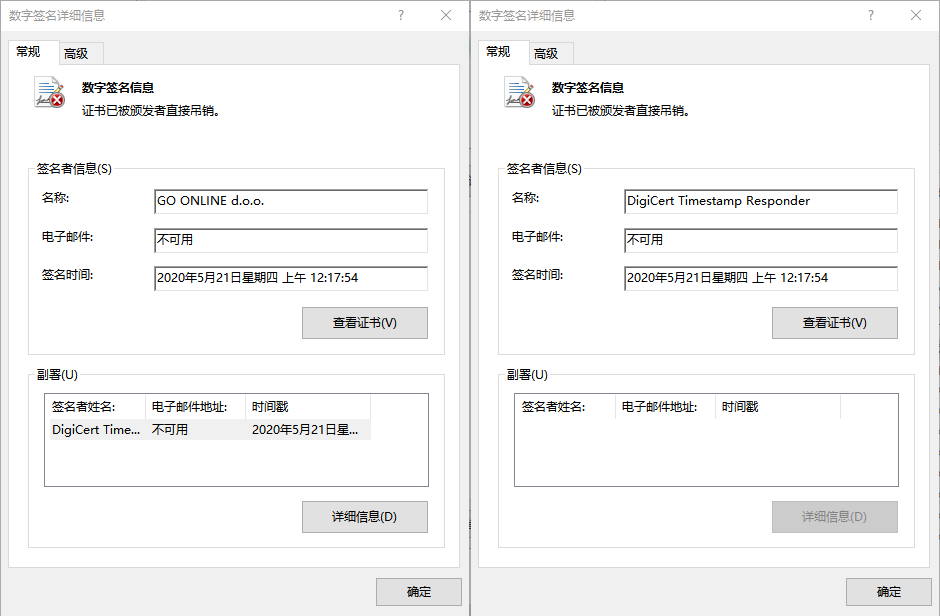 数字签名详细信息
常规
高级
数字签名信息
证书已被颁发者直接吊销。
签名者信息(S)
名称:
GO ONLINE d.o.o.
电子邮件:
不可用
签名时间:
2020年5月21日星期四 上午 12:17:54
查看证书(V)
副署(U)
签名者姓名: 电子邮件地址: 时间戳
DigiCert Time... 不可用 2020年5月21日星...
详细信息(D)
确定
数字签名详细信息
常规
高级
数字签名信息
证书已被颁发者直接吊销。
签名者信息(S)
名称:
DigiCert Timestamp Responder
电子邮件:
不可用
签名时间:
2020年5月21日星期四 上午 12:17:54
查看证书(V)
副署(U)
签名者姓名: 电子邮件地址: 时间戳
详细信息(D)
确定